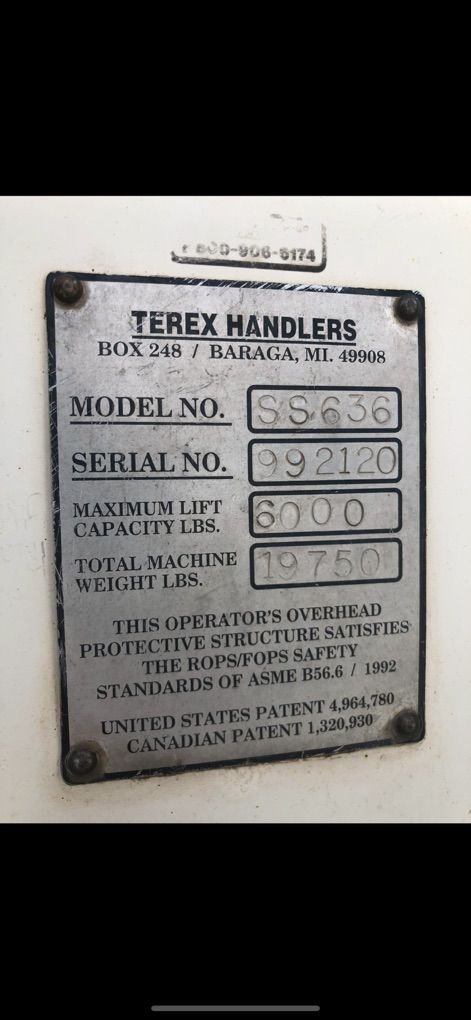 TEREX HANDLERS
BOX 248 / BARAGA, MI. 49908
MODEL NO. SS636
SERIAL NO. 992120
MAXIMUM LIFT
CAPACITY LBS. 6000
TOTAL MACHINE
WEIGHT LBS. 19750
THIS OPERATOR'S OVERHEAD
PROTECTIVE STRUCTURE SATISFIES
THE ROPS/FOPS SAFETY
STANDARDS OF ASME B56.6 / 1992
UNITED STATES PATENT 4,964,780
CANADIAN PATENT 1,320,930